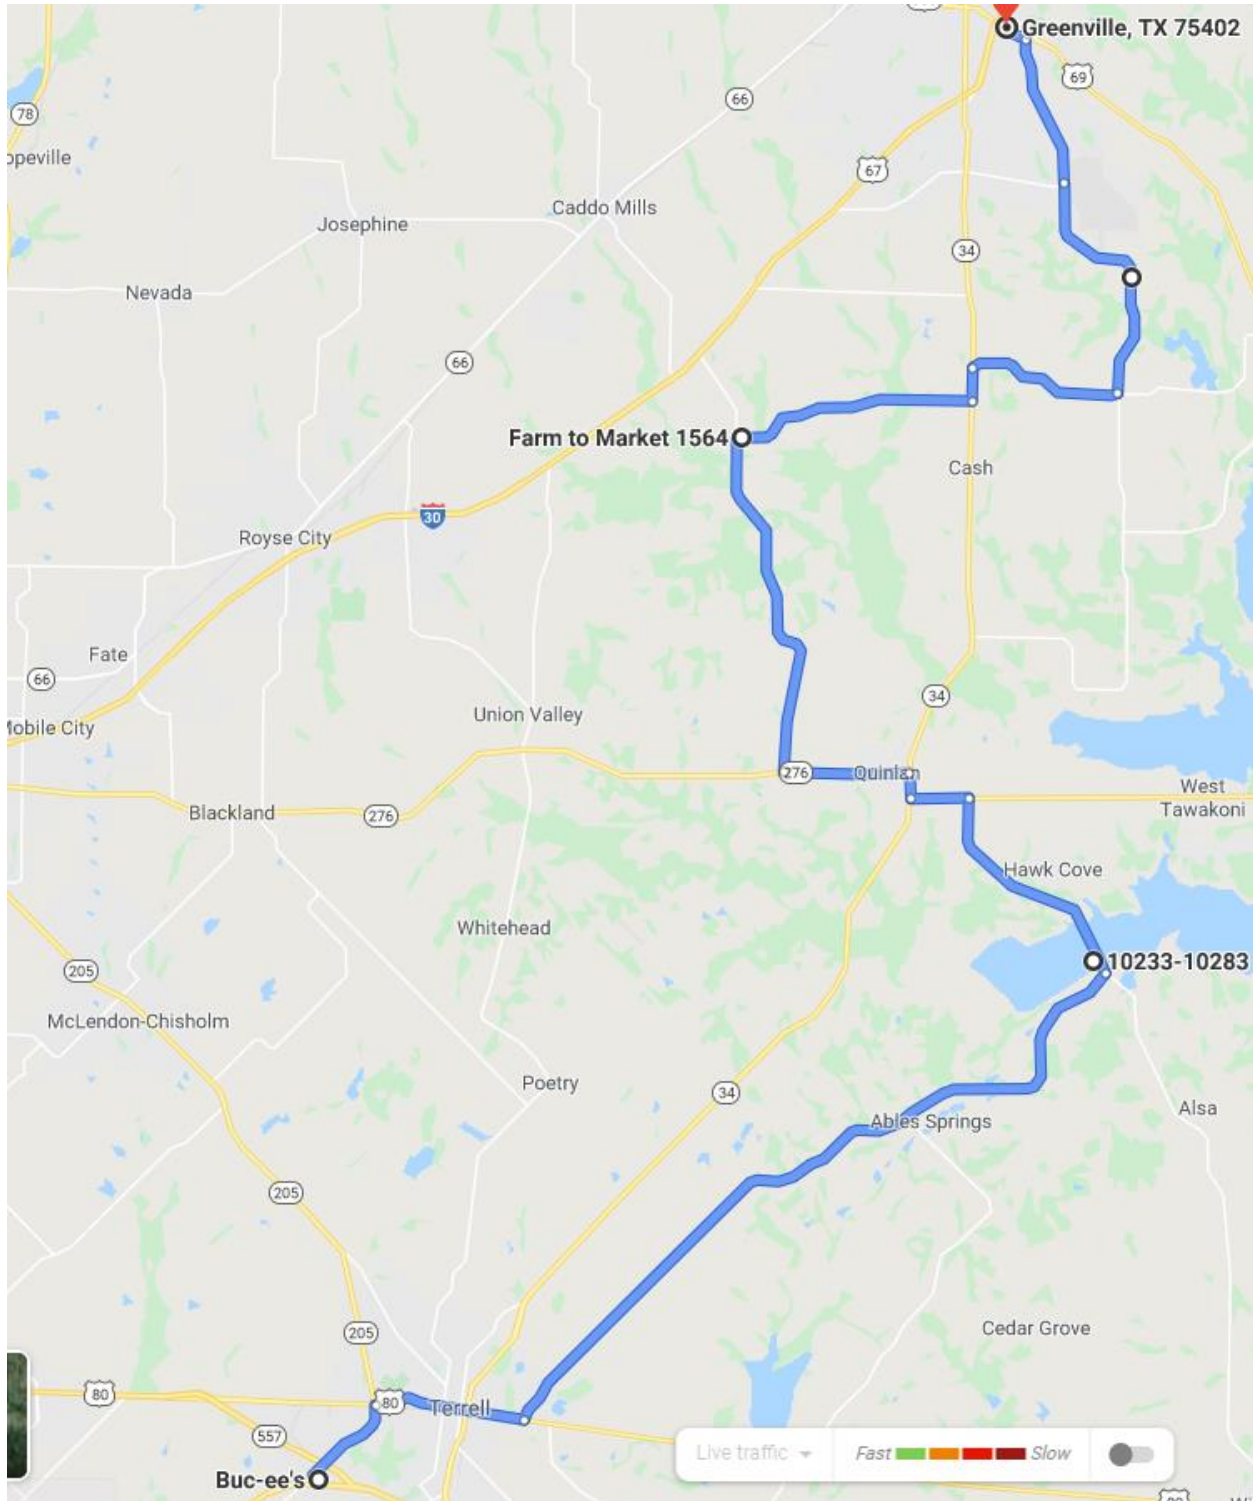 Greenville, TX 75402
69
66
78
67
Caddo Mills
Josephine
34
Nevada
66
Farm to Market 1564
Cash
30
Royse City
Fate
66
34
Union Valley
Mobile City
276
Quinlan
West
Tawakoni
Blackland
276
Hawk Cove
Whitehead
10233-10283
205
McLendon-Chisholm
Poetry
34
Alsa
Ables Springs
205
Cedar Grove
205
80
80
Terrell
557
Live traffic
Fast
Slow
Buc-ee's